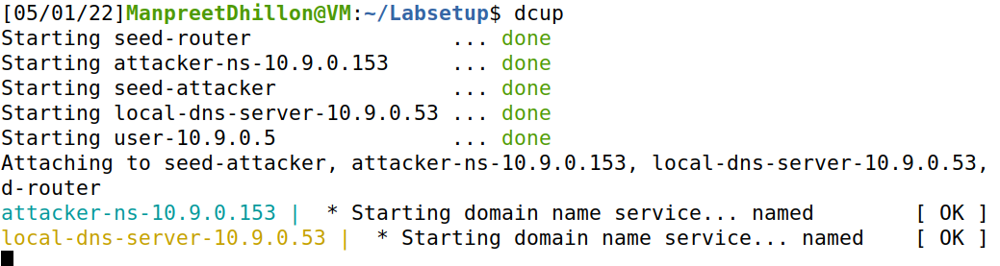 [05/01/22]ManpreetDhillon@VM:~/Labsetup$ dcup
Starting seed-router                ... done
Starting attacker-ns-10.9.0.153     ... done
Starting seed-attacker              ... done
Starting local-dns-server-10.9.0.53 ... done
Starting user-10.9.0.5              ... done
Attaching to seed-attacker, attacker-ns-10.9.0.153, local-dns-server-10.9.0.53,
d-router
attacker-ns-10.9.0.153 |  * Starting domain name service... named        [ OK ]
local-dns-server-10.9.0.53 |  * Starting domain name service... named    [ OK ]